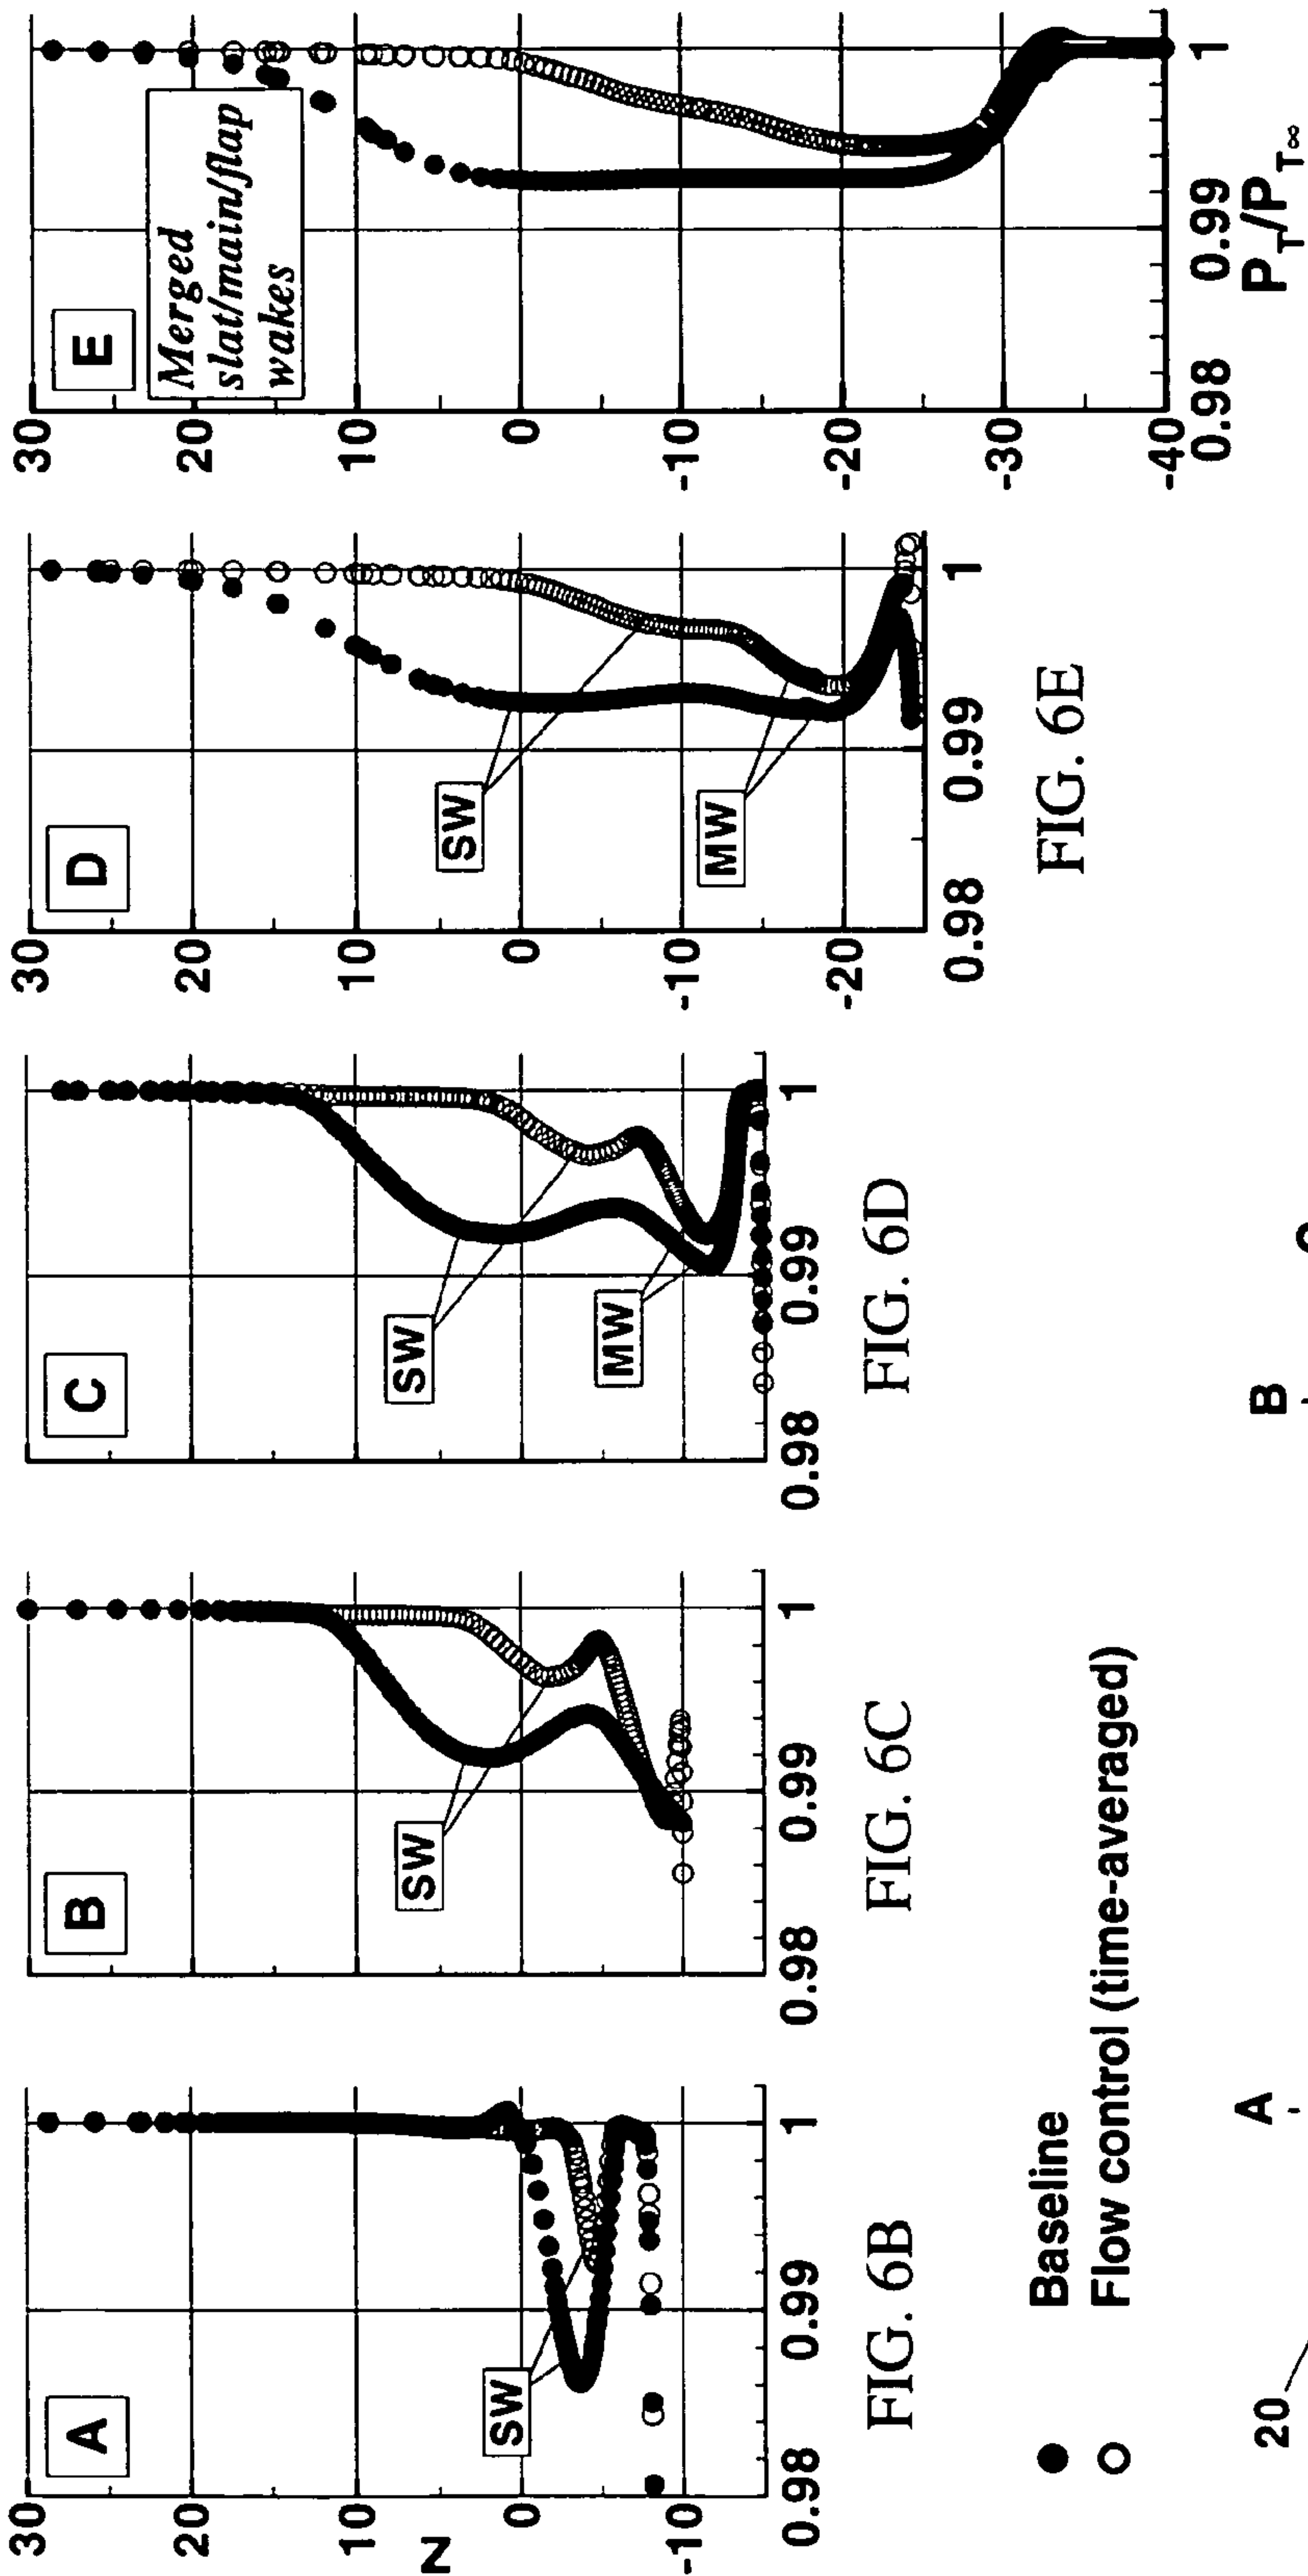 A
30
20
10
0
-10
Z
SW
0.98
0.99
1
FIG. 6B
B
SW
0.98
0.99
1
FIG. 6C
C
SW
MW
0.98
0.99
1
FIG. 6D
D
30
20
10
0
-10
-20
SW
MW
0.98
0.99
1
FIG. 6E
E
Merged
slat/main/flap
wakes
30
20
10
0
-10
-20
-30
-40
0.98
0.99
1
P_T/P_T∞
● Baseline
○ Flow control (time-averaged)
20
A
B